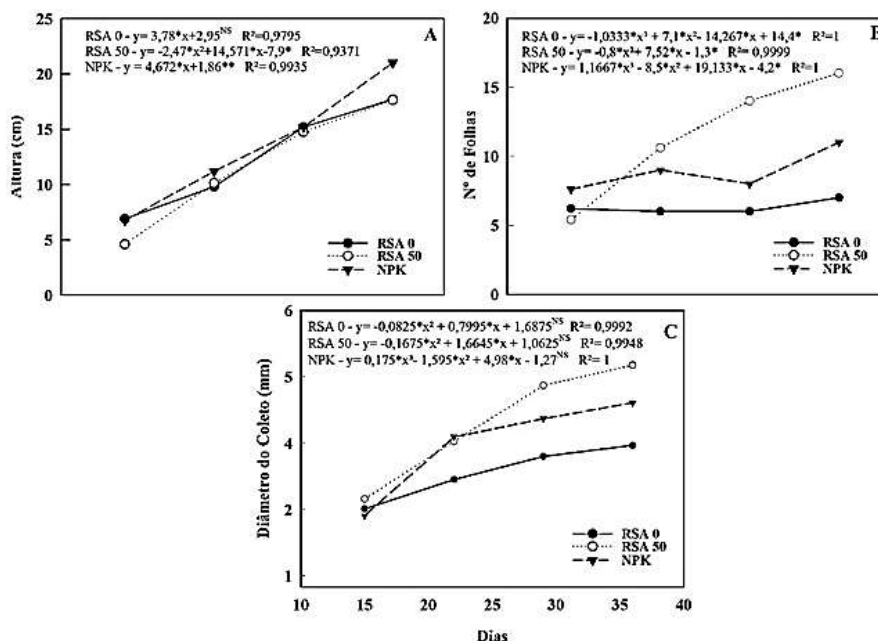 A
RSA 0 - y= 3,78*x+2,95ᴺˢ R²=0,9795
RSA 50 - y= -2,47*x²+14,571*x-7,9* R²=0,9371
NPK - y = 4,672*x+1,86** R²= 0,9935
25
20
15
10
5
0
Altura (cm)
RSA 0
RSA 50
NPK
B
RSA 0 - y= -1,0333*x³ + 7,1*x²- 14,267*x + 14,4* R²=1
RSA 50 - y= -0,8*x³+ 7,52*x - 1,3* R²= 0,9999
NPK - y= 1,1667*x³ - 8,5*x² + 19,133*x - 4,2* R²=1
20
15
10
5
0
Nº de Folhas
RSA 0
RSA 50
NPK
C
RSA 0 - y= -0,0825*x² + 0,7995*x + 1,6875ᴺˢ R²= 0,9992
RSA 50 - y= -0,1675*x² + 1,6645*x + 1,0625ᴺˢ R²= 0,9948
NPK - y= 0,175*x³- 1,595*x² + 4,98*x - 1,27ᴺˢ R²= 1
6
5
4
2
1
Diâmetro do Coleto (mm)
RSA 0
RSA 50
NPK
10 15 20 25 30 35 40
Dias